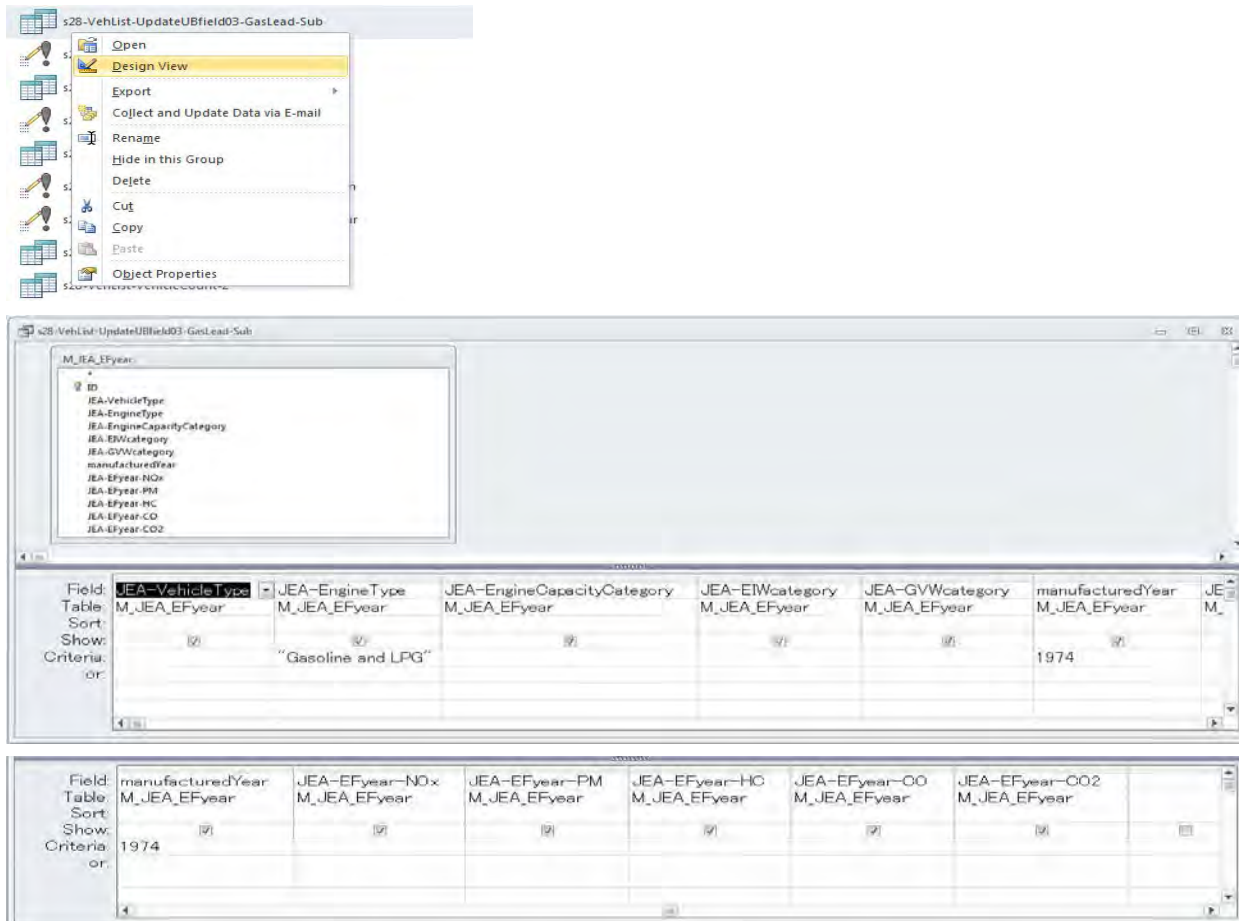 s28-VehList-UpdateUBfield03-GasLead-Sub
Open
Design View
Export
Collect and Update Data via E-mail
Rename
Hide in this Group
Delete
Cut
Copy
Paste
Object Properties
s28-VehList-VehicleCount-2
s28-VehList-UpdateUBfield03-GasLead-Sub
M_JEA_EFyear
*
ID
JEA-VehicleType
JEA-EngineType
JEA-EngineCapacityCategory
JEA-EIWcategory
JEA-GVWcategory
manufacturedYear
JEA-EFyear-NOx
JEA-EFyear-PM
JEA-EFyear-HC
JEA-EFyear-CO
JEA-EFyear-CO2
Field: JEA-VehicleType JEA-EngineType JEA-EngineCapacityCategory JEA-EIWcategory JEA-GVWcategory manufacturedYear JE
Table: M_JEA_EFyear M_JEA_EFyear M_JEA_EFyear M_JEA_EFyear M_JEA_EFyear M_JEA_EFyear M_
Sort:
Show:
Criteria: "Gasoline and LPG" 1974
or:
Field: manufacturedYear JEA-EFyear-NOx JEA-EFyear-PM JEA-EFyear-HC JEA-EFyear-CO JEA-EFyear-CO2
Table: M_JEA_EFyear M_JEA_EFyear M_JEA_EFyear M_JEA_EFyear M_JEA_EFyear M_JEA_EFyear
Sort:
Show:
Criteria: 1974
or: